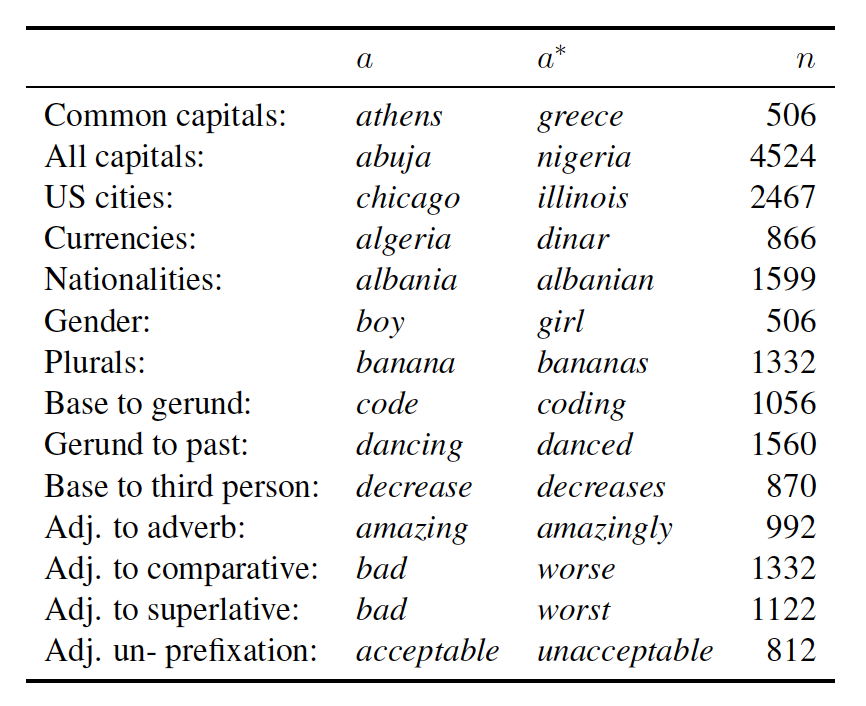 a a* n
Common capitals: athens greece 506
All capitals: abuja nigeria 4524
US cities: chicago illinois 2467
Currencies: algeria dinar 866
Nationalities: albania albanian 1599
Gender: boy girl 506
Plurals: banana bananas 1332
Base to gerund: code coding 1056
Gerund to past: dancing danced 1560
Base to third person: decrease decreases 870
Adj. to adverb: amazing amazingly 992
Adj. to comparative: bad worse 1332
Adj. to superlative: bad worst 1122
Adj. un- prefixation: acceptable unacceptable 812